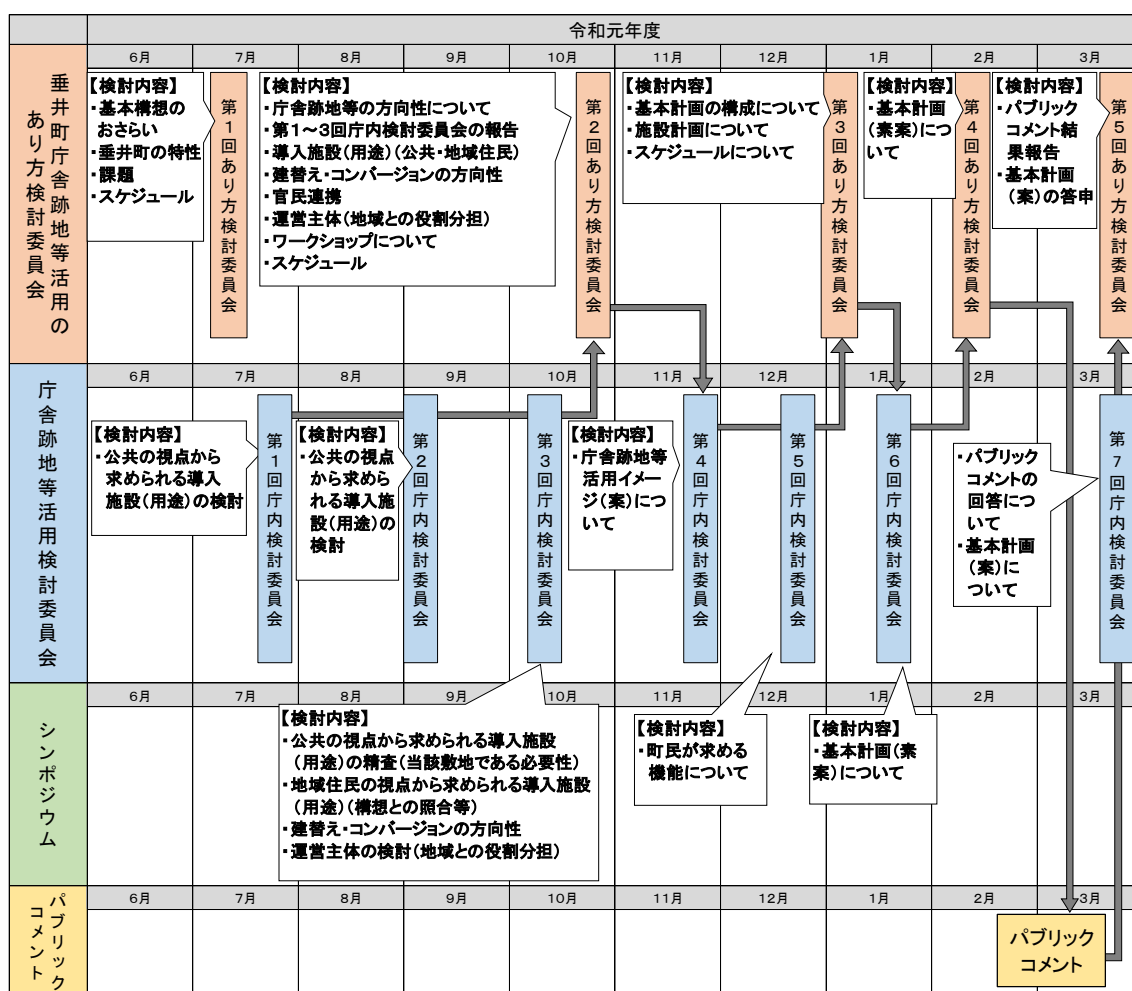 令和元年度
6月 7月 8月 9月 10月 11月 12月 1月 2月 3月
垂井町庁舎跡地等活用の
あり方検討委員会
【検討内容】
・基本構想の
おさらい
・垂井町の特性
・課題
・スケジュール
第1回あり方検討委員会
【検討内容】
・庁舎跡地等の方向性について
・第1～3回庁内検討委員会の報告
・導入施設(用途)(公共・地域住民)
・建替え・コンバージョンの方向性
・官民連携
・運営主体(地域との役割分担)
・ワークショップについて
・スケジュール
第2回あり方検討委員会
【検討内容】
・基本計画の構成について
・施設計画について
・スケジュールについて
第3回あり方検討委員会
【検討内容】
・基本計画
(素案)につ
いて
第4回あり方検討委員会
【検討内容】
・パブリック
コメント結
果報告
・基本計画
(案)の答申
第5回あり方検討委員会
6月 7月 8月 9月 10月 11月 12月 1月 2月 3月
庁舎跡地等活用検討委員会
【検討内容】
・公共の視点から
求められる導入
施設(用途)の検討
第1回庁内検討委員会
【検討内容】
・公共の視点
から求めら
れる導入施
設(用途)の
検討
第2回庁内検討委員会
第3回庁内検討委員会
【検討内容】
・庁舎跡地等
活用イメー
ジ(案)につ
いて
第4回庁内検討委員会
第5回庁内検討委員会
第6回庁内検討委員会
・パブリック
コメントの
回答につ
いて
・基本計画
(案)に
ついて
第7回庁内検討委員会
6月 7月 8月 9月 10月 11月 12月 1月 2月 3月
シンポジウム
【検討内容】
・公共の視点から求められる導入施設
(用途)の精査(当該敷地である必要性)
・地域住民の視点から求められる導入施設
(用途)(構想との照合等)
・建替え・コンバージョンの方向性
・運営主体の検討(地域との役割分担)
【検討内容】
・町民が求める
機能について
【検討内容】
・基本計画(素
案)について
6月 7月 8月 9月 10月 11月 12月 1月 2月 3月
パブリック
コメント
パブリック
コメント